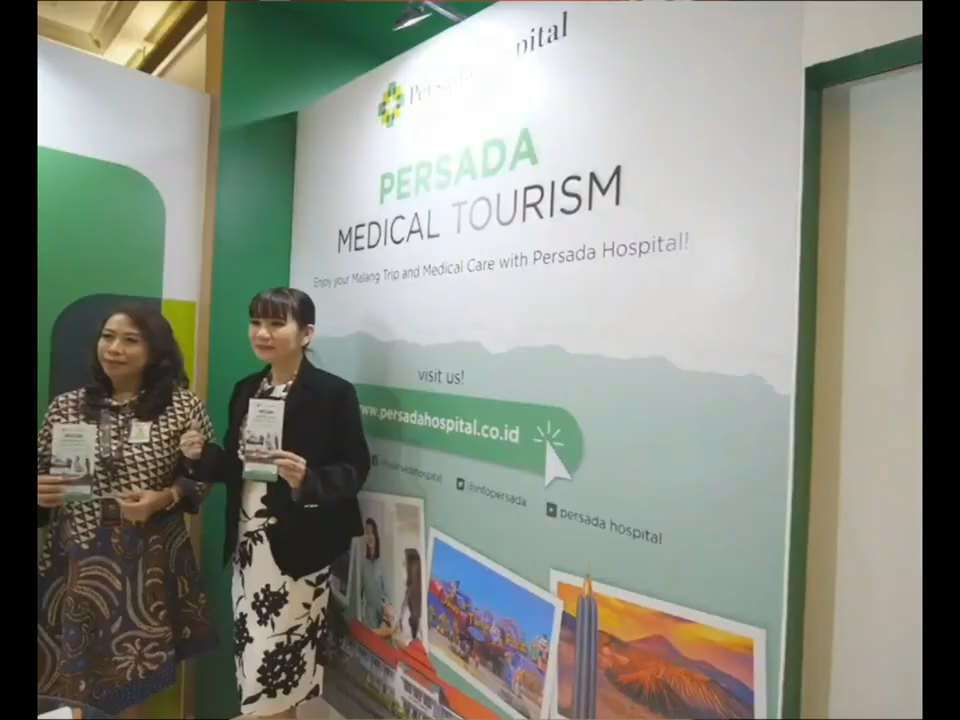 Persada Hospital
PERSADA
MEDICAL TOURISM
Enjoy your Malang Trip and Medical Care with Persada Hospital!
visit us!
www.persadahospital.co.id
@infopersada
persada hospital